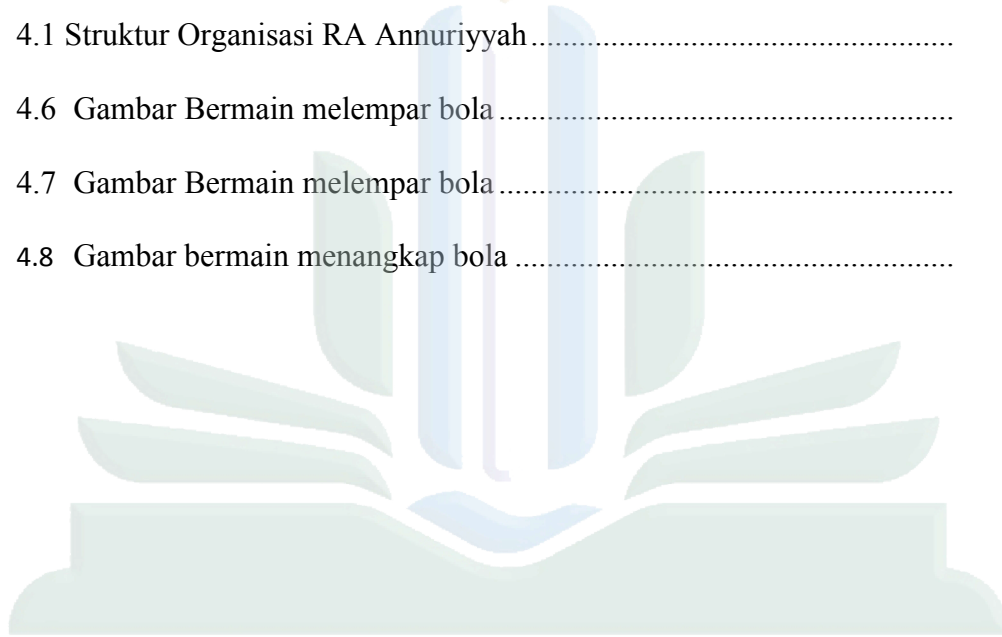 4.1 Struktur Organisasi RA Annuriyyah.....................................................
4.6 Gambar Bermain melempar bola.........................................................
4.7 Gambar Bermain melempar bola.........................................................
4.8 Gambar bermain menangkap bola.......................................................